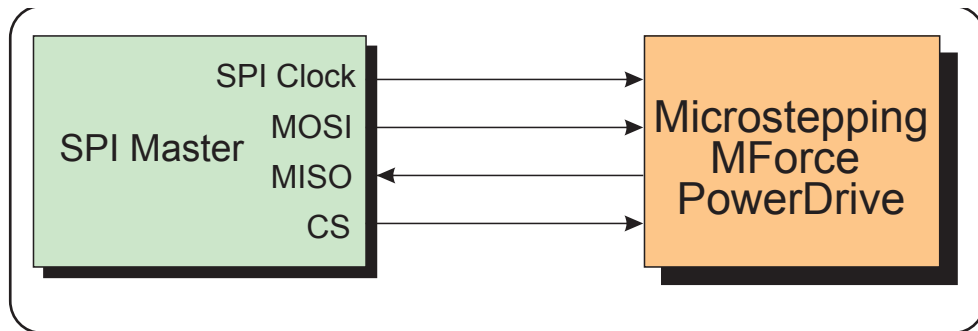 SPI Clock
MOSI
SPI Master
MISO
CS
Microstepping
MForce
PowerDrive